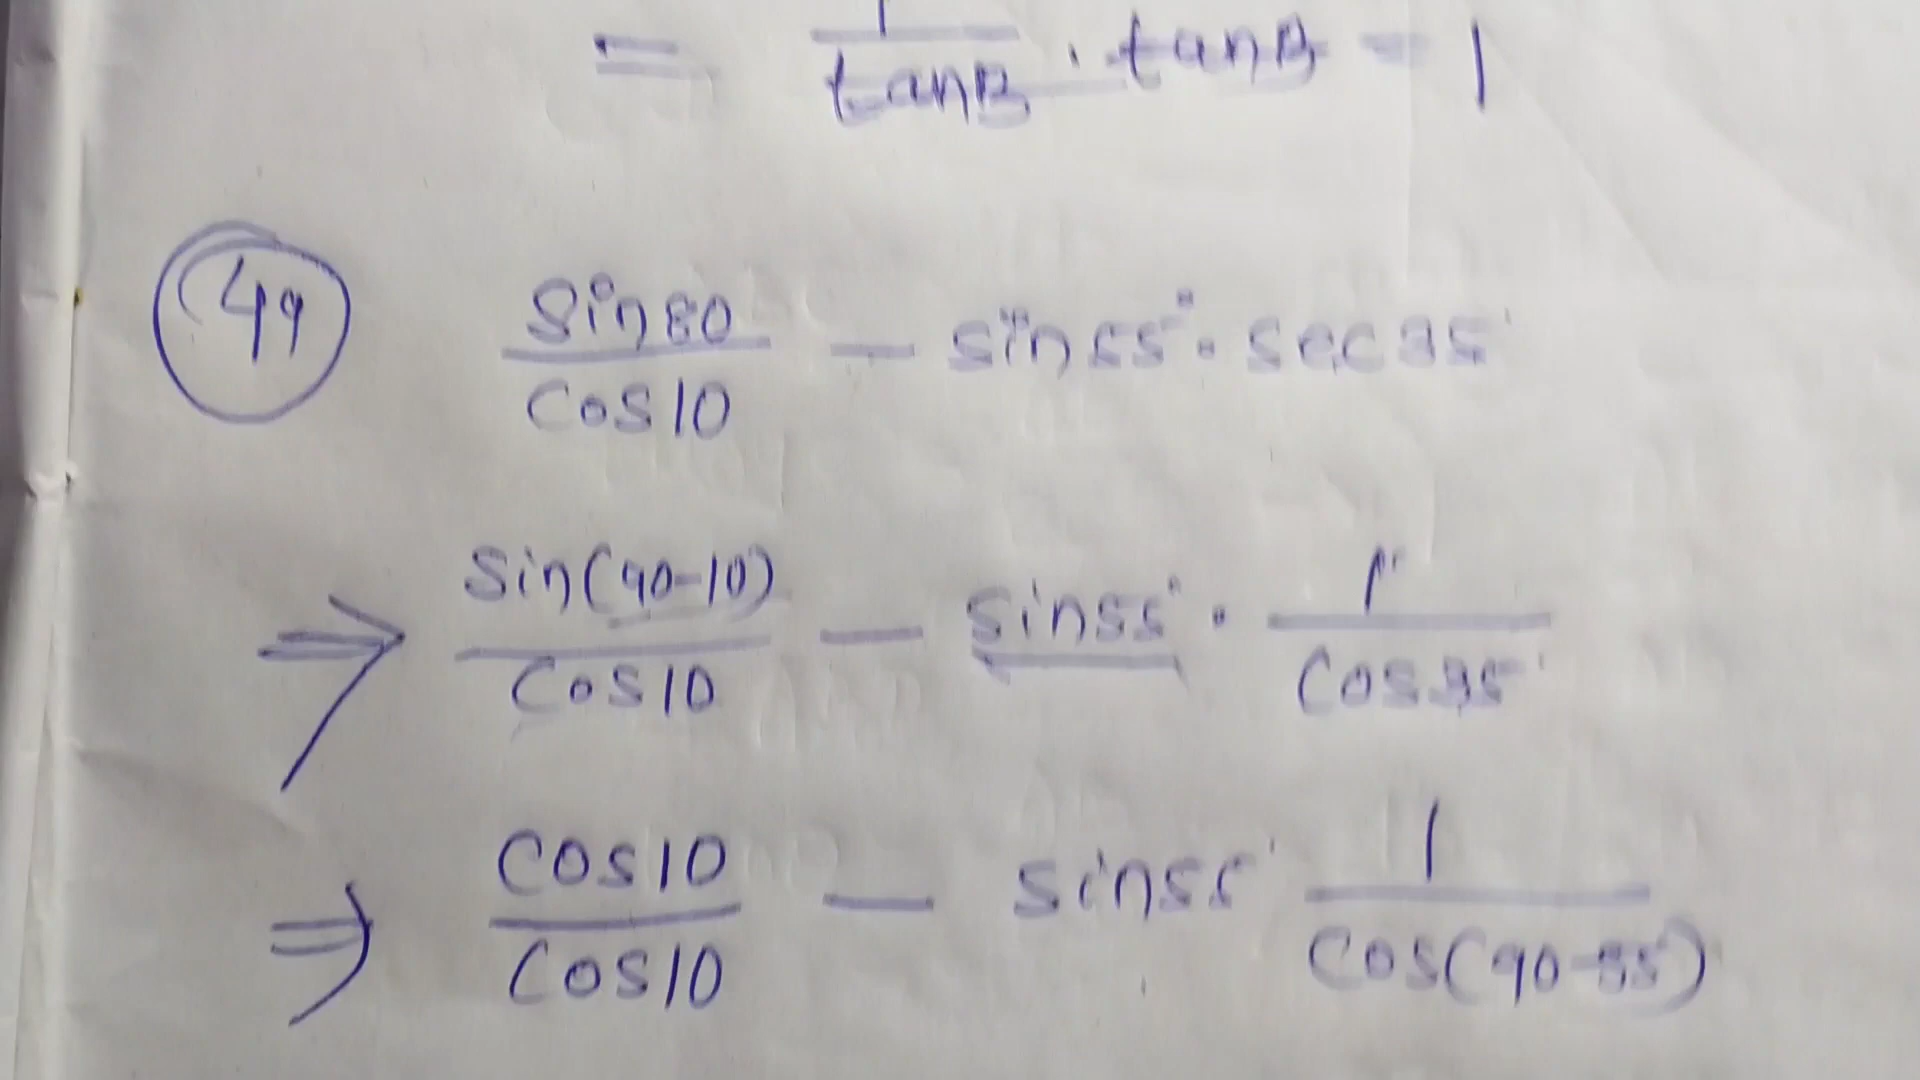 = 1/tanB · tanB = 1
49
sin80/cos10 — sin55° · sec35
⇒ sin(90-10)/cos10 — sin55° · 1/cos35
⇒ cos10/cos10 — sin55 1/cos(90-55)